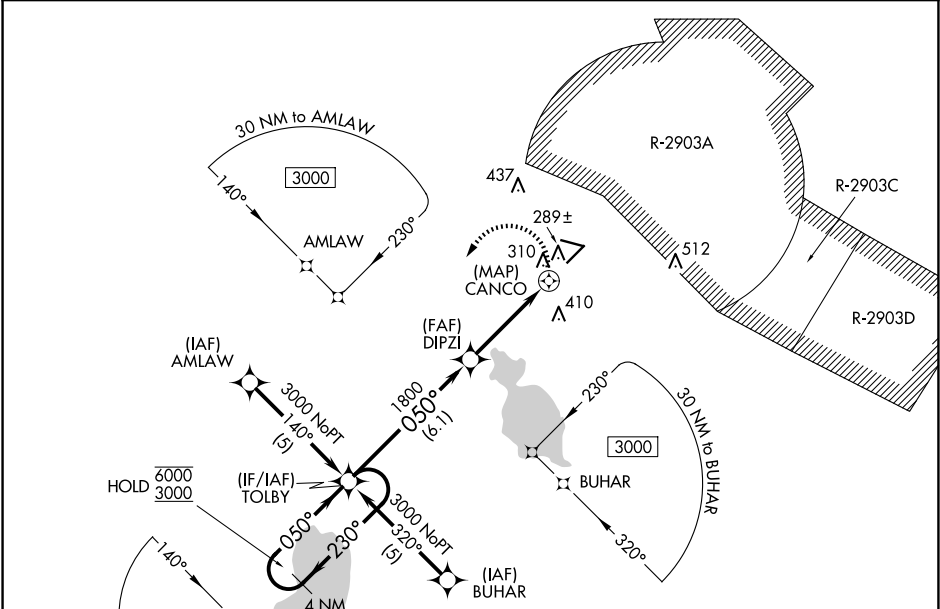 30 NM to AMLAW
3000
140°
230°
AMLAW
R-2903A
R-2903C
R-2903D
437
289±
310
512
410
(MAP)
CANCO
(FAF)
DIPZI
(IAF)
AMLAW
3000 NoPT
140°
(5)
1800
050°
(6.1)
230°
30 NM to BUHAR
3000
BUHAR
320°
HOLD 6000
3000
(IF/IAF)
TOLBY
050°
230°
3000 NoPT
320°
(5)
(IAF)
BUHAR
140°
4 NM